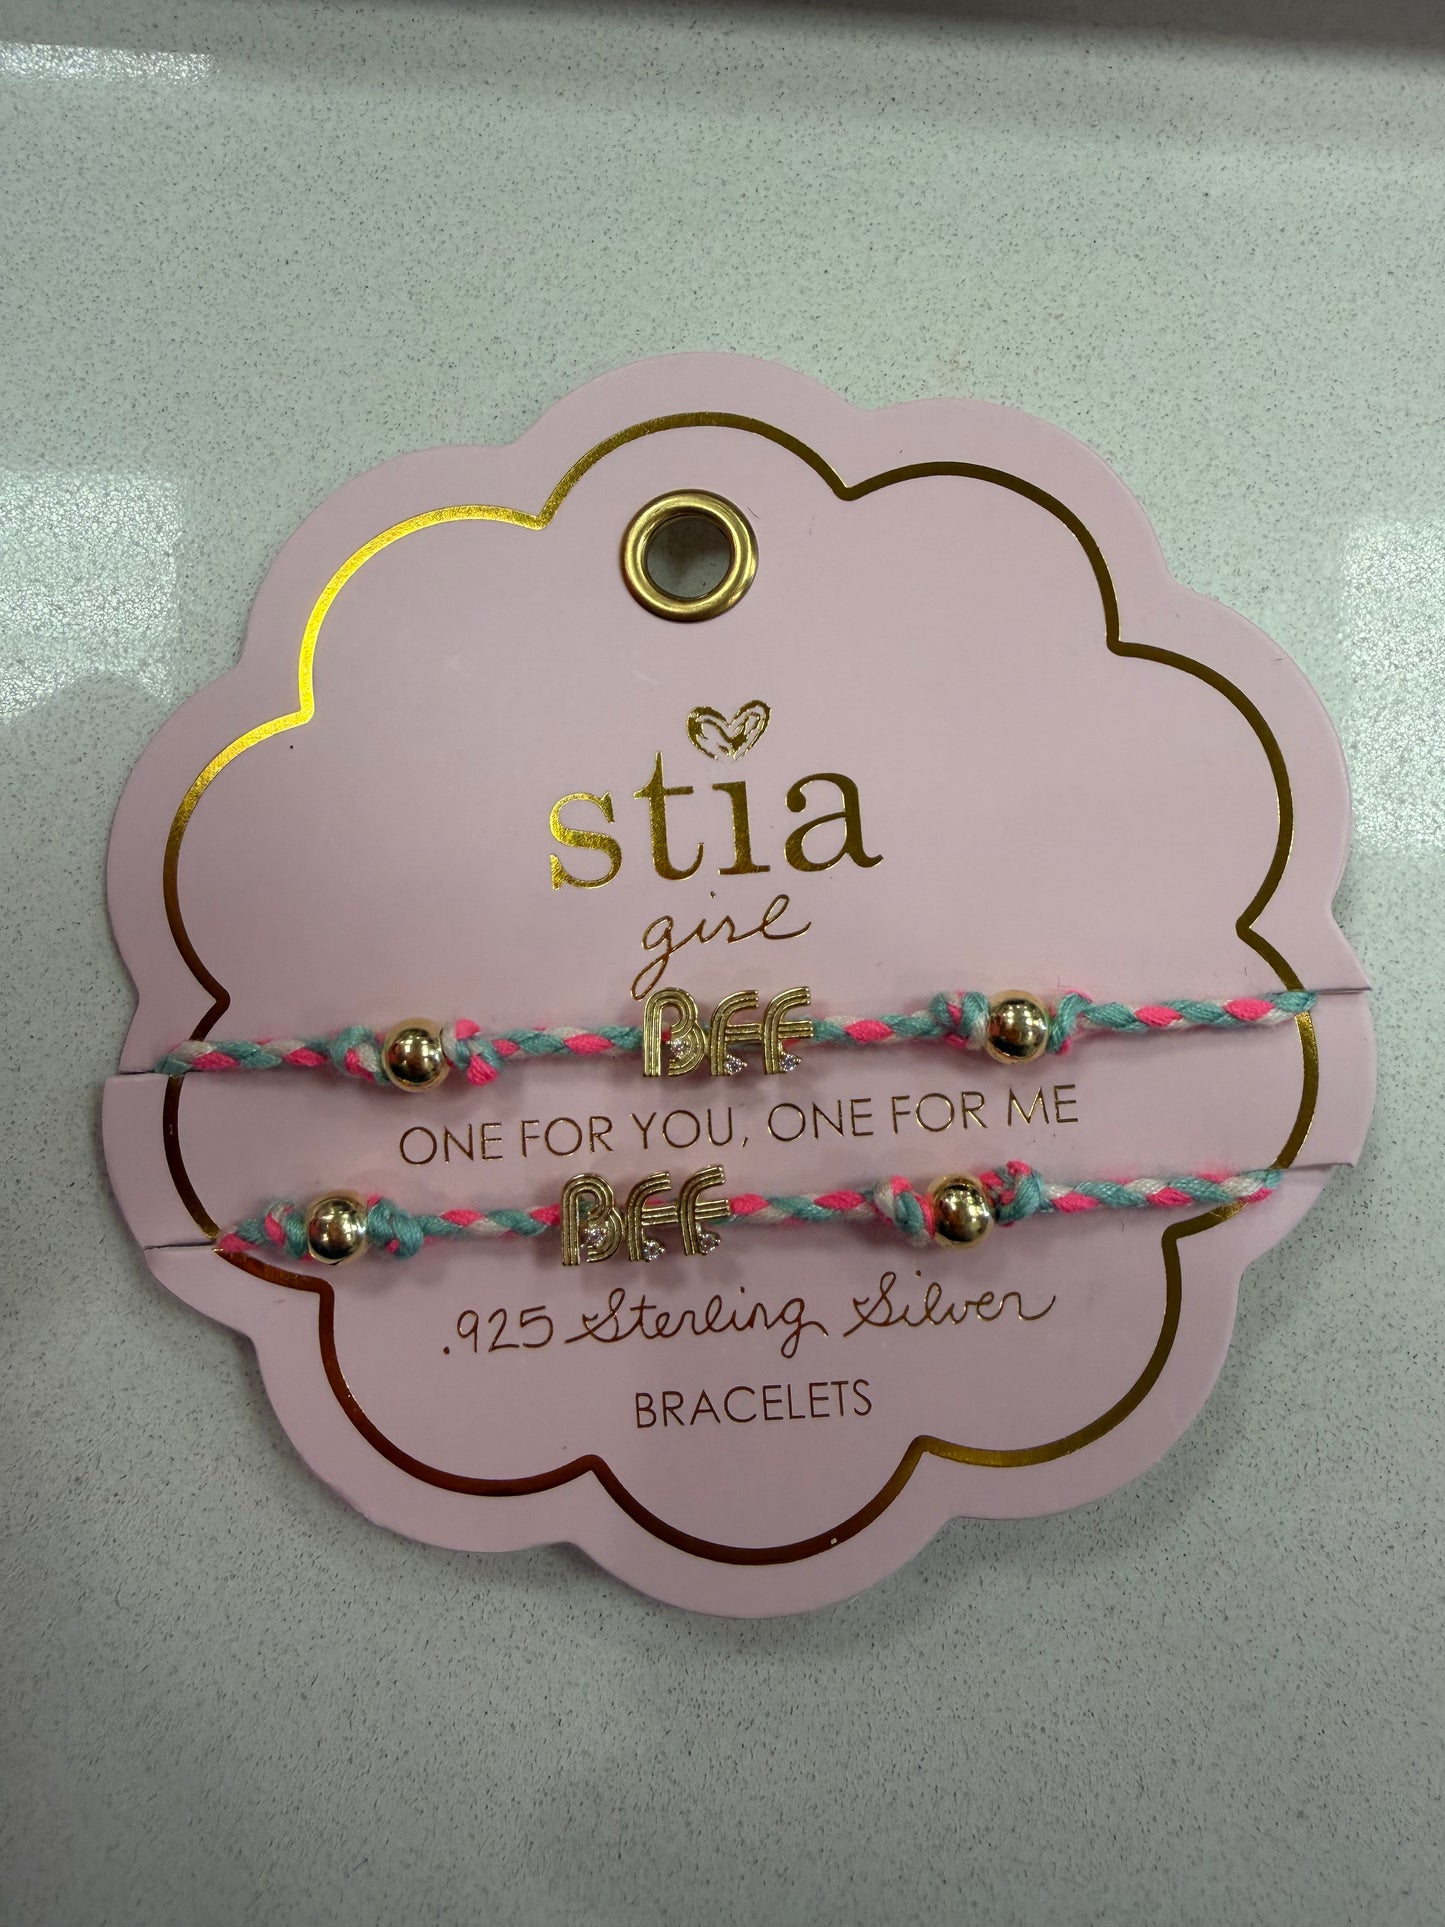 stia
girl
BFF
ONE FOR YOU, ONE FOR ME
BFF
.925 Sterling Silver
BRACELETS